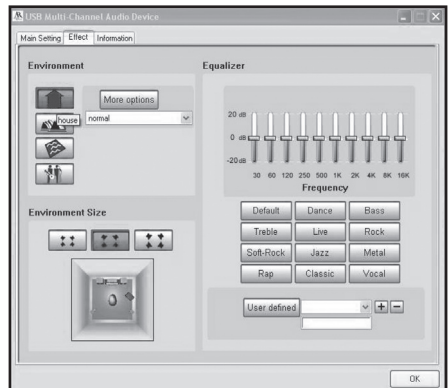 USB Multi-Channel Audio Device
Main Setting Effect Information
Environment
More options
house
normal
Environment Size
Equalizer
20 dB
0 dB
-20dB
30 60 120 250 500 1K 2K 4K 8K 16K
Frequency
Default Dance Bass
Treble Live Rock
Soft-Rock Jazz Metal
Rap Classic Vocal
User defined
OK